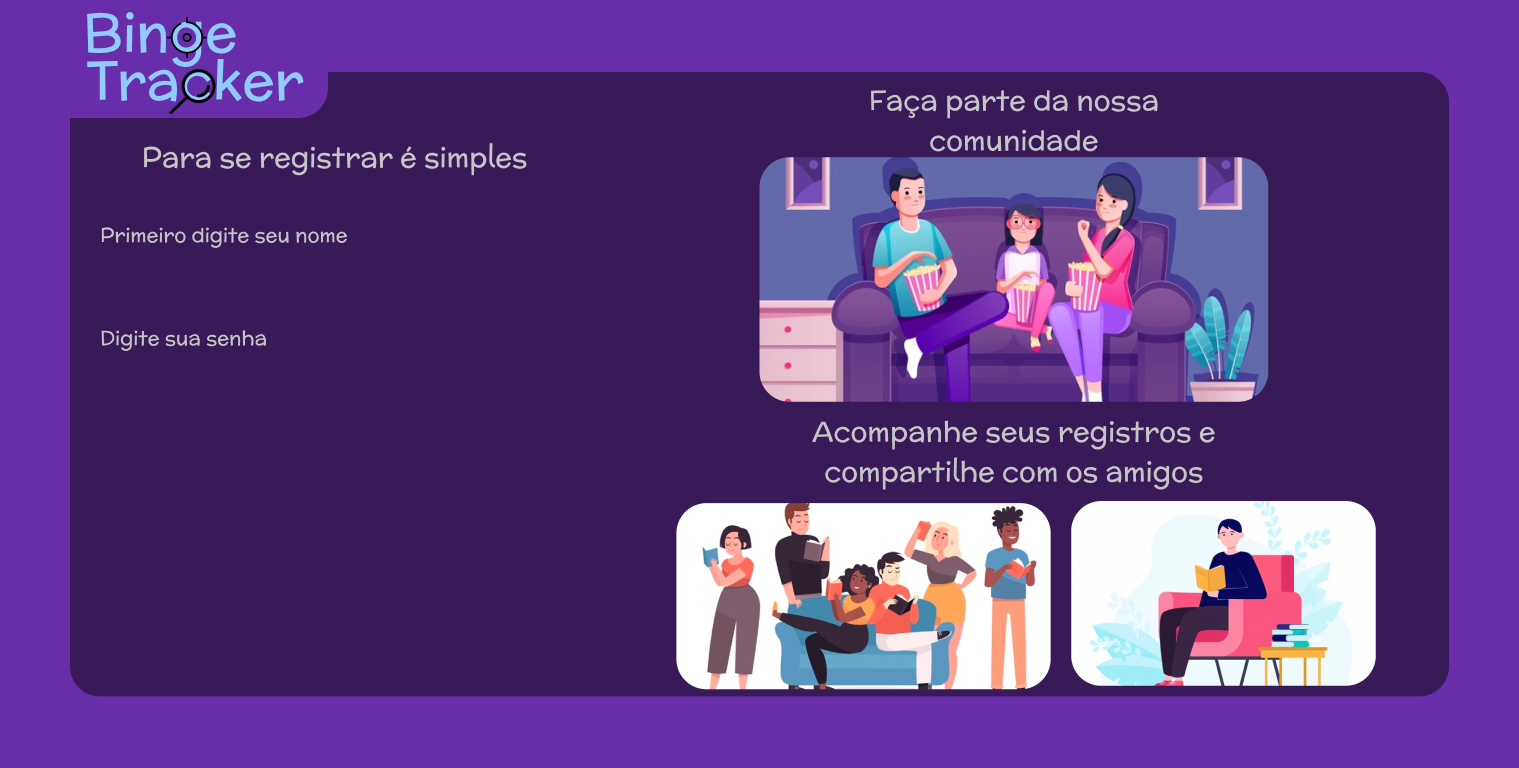 Binge
Tracker
Para se registrar é simples
Primeiro digite seu nome
Digite sua senha
Faça parte da nossa
comunidade
Acompanhe seus registros e
compartilhe com os amigos